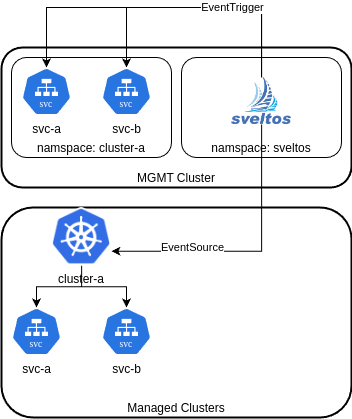 EventTrigger
svc
svc
svc-a
svc-b
namspace: cluster-a
sveltos
namspace: sveltos
MGMT Cluster
EventSource
cluster-a
svc
svc
svc-a
svc-b
Managed Clusters